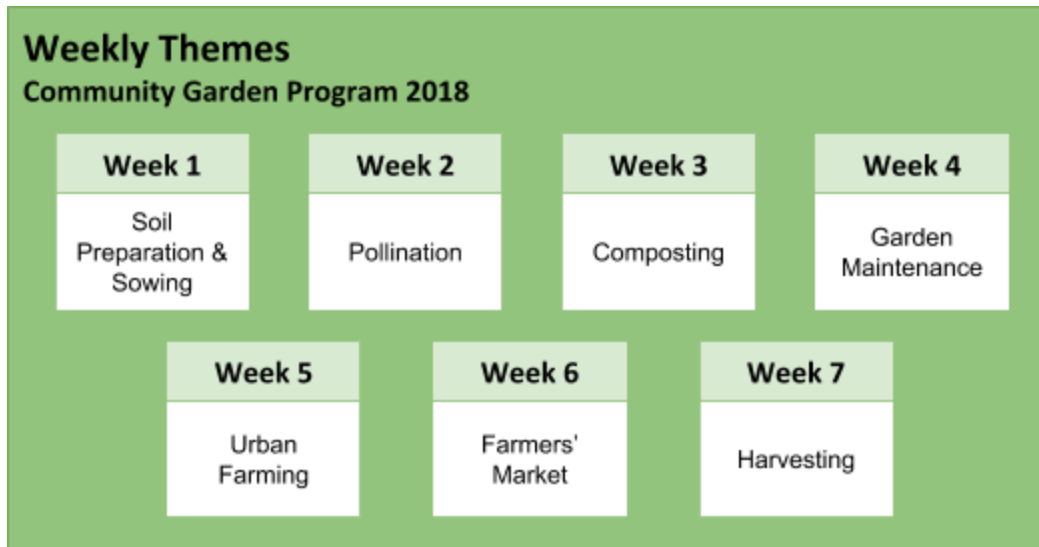 Weekly Themes
Community Garden Program 2018
Week 1
Soil
Preparation &
Sowing
Week 2
Pollination
Week 3
Composting
Week 4
Garden
Maintenance
Week 5
Urban
Farming
Week 6
Farmers'
Market
Week 7
Harvesting